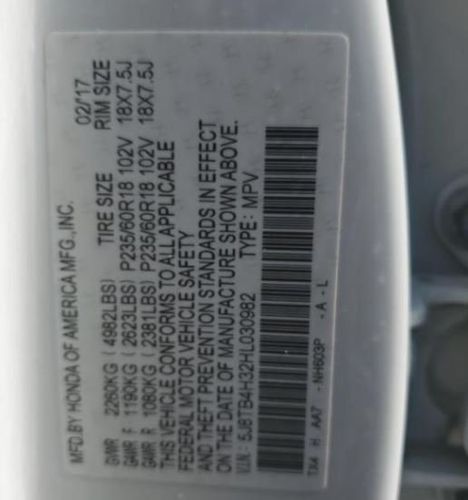 MFD.BY HONDA OF AMERICA MFG.,INC. 02/17
TIRE SIZE RIM SIZE
GVWR 2260KG (4982LBS)
GAWR F 1190KG (2623LBS) P235/60R18 102V 18X7.5J
GAWR R 1080KG (2381LBS) P235/60R18 102V 18X7.5J
THIS VEHICLE CONFORMS TO ALL APPLICABLE
FEDERAL MOTOR VEHICLE SAFETY
AND THEFT PREVENTION STANDARDS IN EFFECT
ON THE DATE OF MANUFACTURE SHOWN ABOVE.
V.I.N.: 5J8TB4H32HL030982 TYPE: MPV
TX4 H AA7 -NH603P -A-L